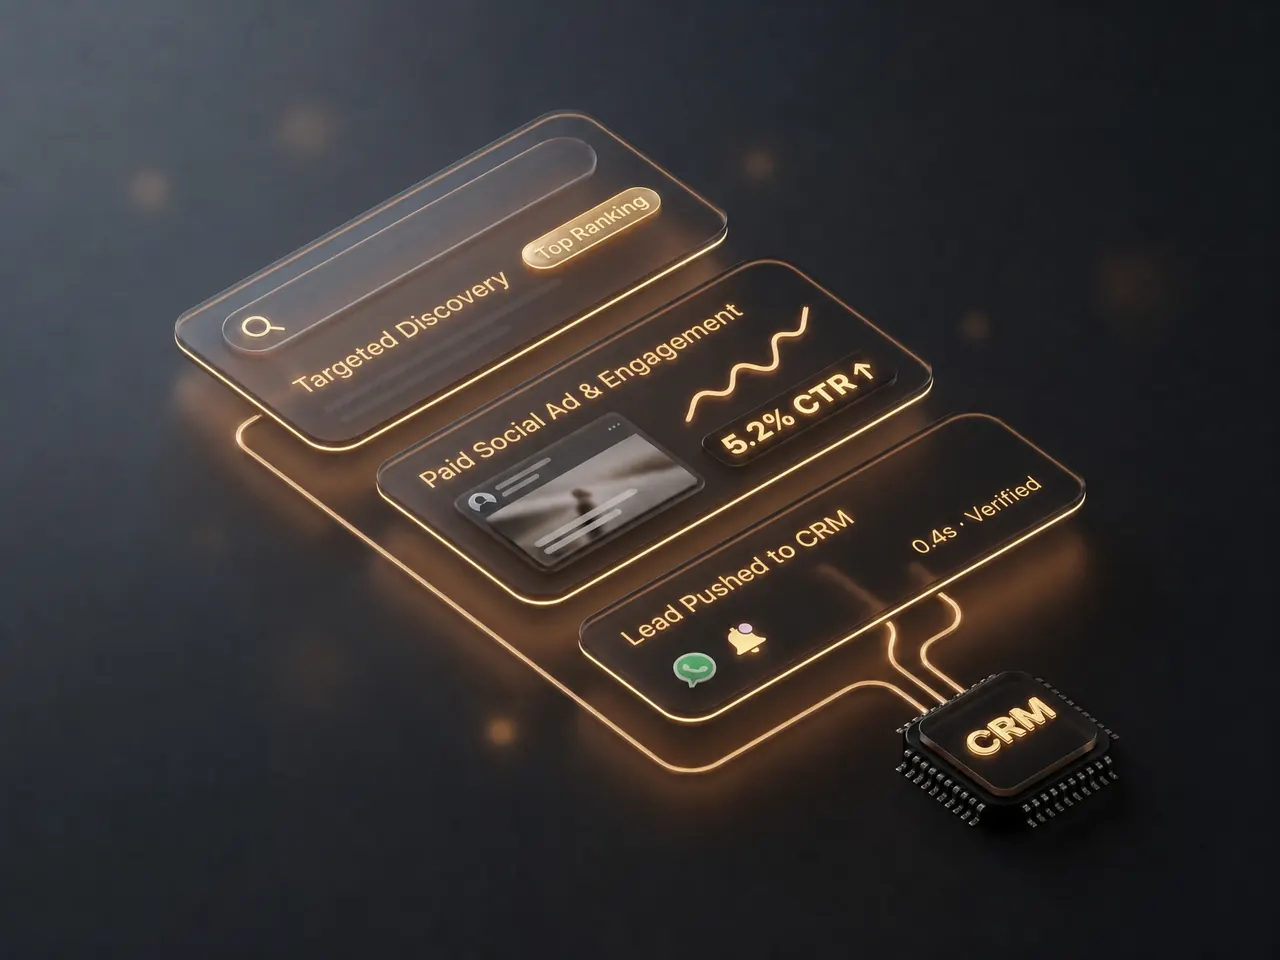 Targeted Discovery
Top Ranking
Paid Social Ad & Engagement
5.2% CTR ↑
Lead Pushed to CRM
0.4s · Verified
CRM